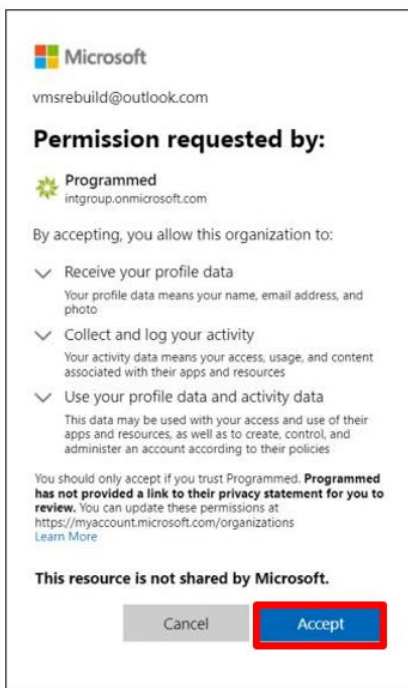 Microsoft
vmsrebuild@outlook.com
Permission requested by:
Programmed
intgroup.onmicrosoft.com
By accepting, you allow this organization to:
Receive your profile data
Your profile data means your name, email address, and
photo
Collect and log your activity
Your activity data means your access, usage, and content
associated with their apps and resources
Use your profile data and activity data
This data may be used with your access and use of their
apps and resources, as well as to create, control, and
administer an account according to their policies
You should only accept if you trust Programmed. Programmed
has not provided a link to their privacy statement for you to
review. You can update these permissions at
https://myaccount.microsoft.com/organizations
Learn More
This resource is not shared by Microsoft.
Cancel
Accept